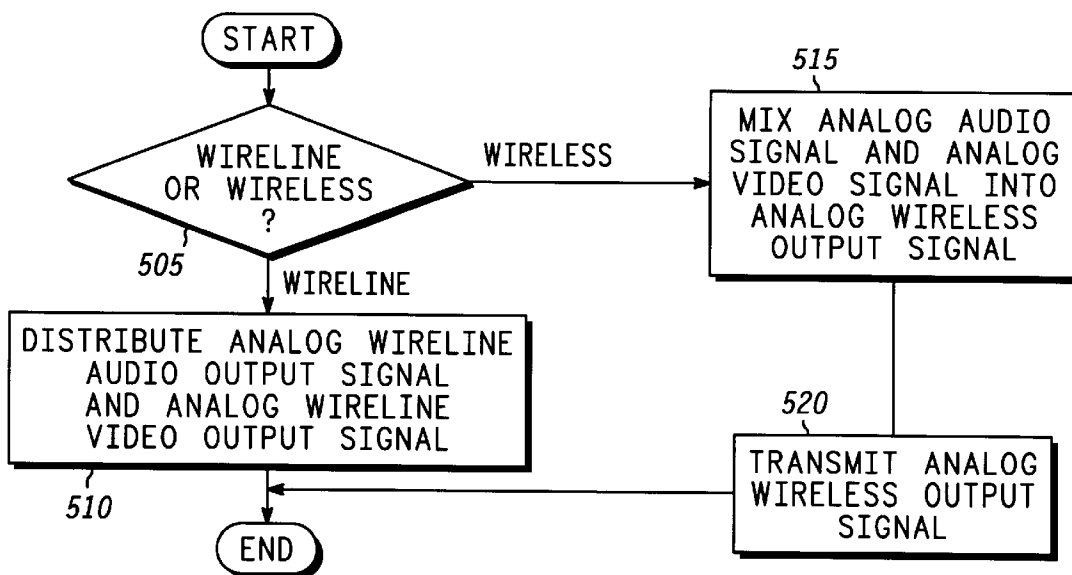 START
WIRELINE
OR WIRELESS
?
505
WIRELESS
515
MIX ANALOG AUDIO
SIGNAL AND ANALOG
VIDEO SIGNAL INTO
ANALOG WIRELESS
OUTPUT SIGNAL
WIRELINE
DISTRIBUTE ANALOG WIRELINE
AUDIO OUTPUT SIGNAL
AND ANALOG WIRELINE
VIDEO OUTPUT SIGNAL
510
520
TRANSMIT ANALOG
WIRELESS OUTPUT
SIGNAL
END